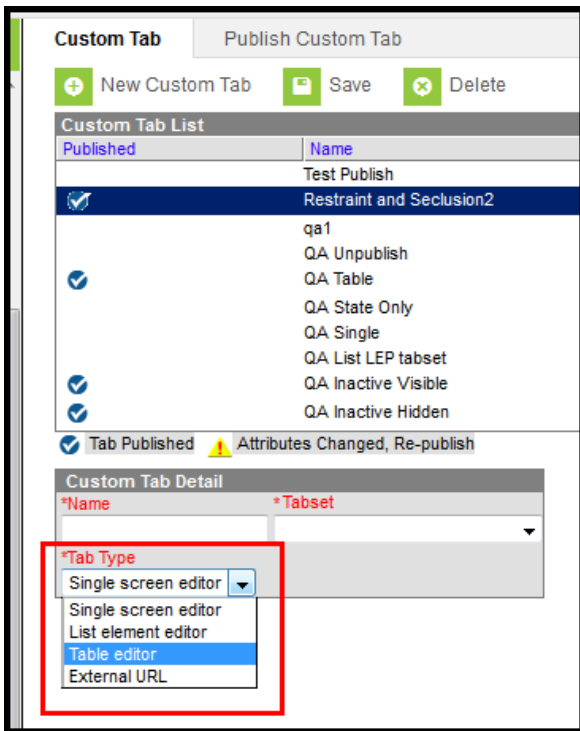 Custom Tab Publish Custom Tab
New Custom Tab Save Delete
Custom Tab List
Published Name
Test Publish
Restraint and Seclusion2
qa1
QA Unpublish
QA Table
QA State Only
QA Single
QA List LEP tabset
QA Inactive Visible
QA Inactive Hidden
Tab Published Attributes Changed, Re-publish
Custom Tab Detail
*Name *Tabset
*Tab Type
Single screen editor
Single screen editor
List element editor
Table editor
External URL